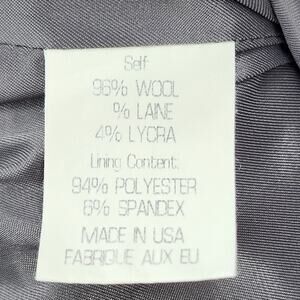 Self:
96% WOOL
% LAINE
4% LYCRA
Lining Content:
94% POLYESTER
6% SPANDEX
MADE IN USA
FABRIQUE AUX EU